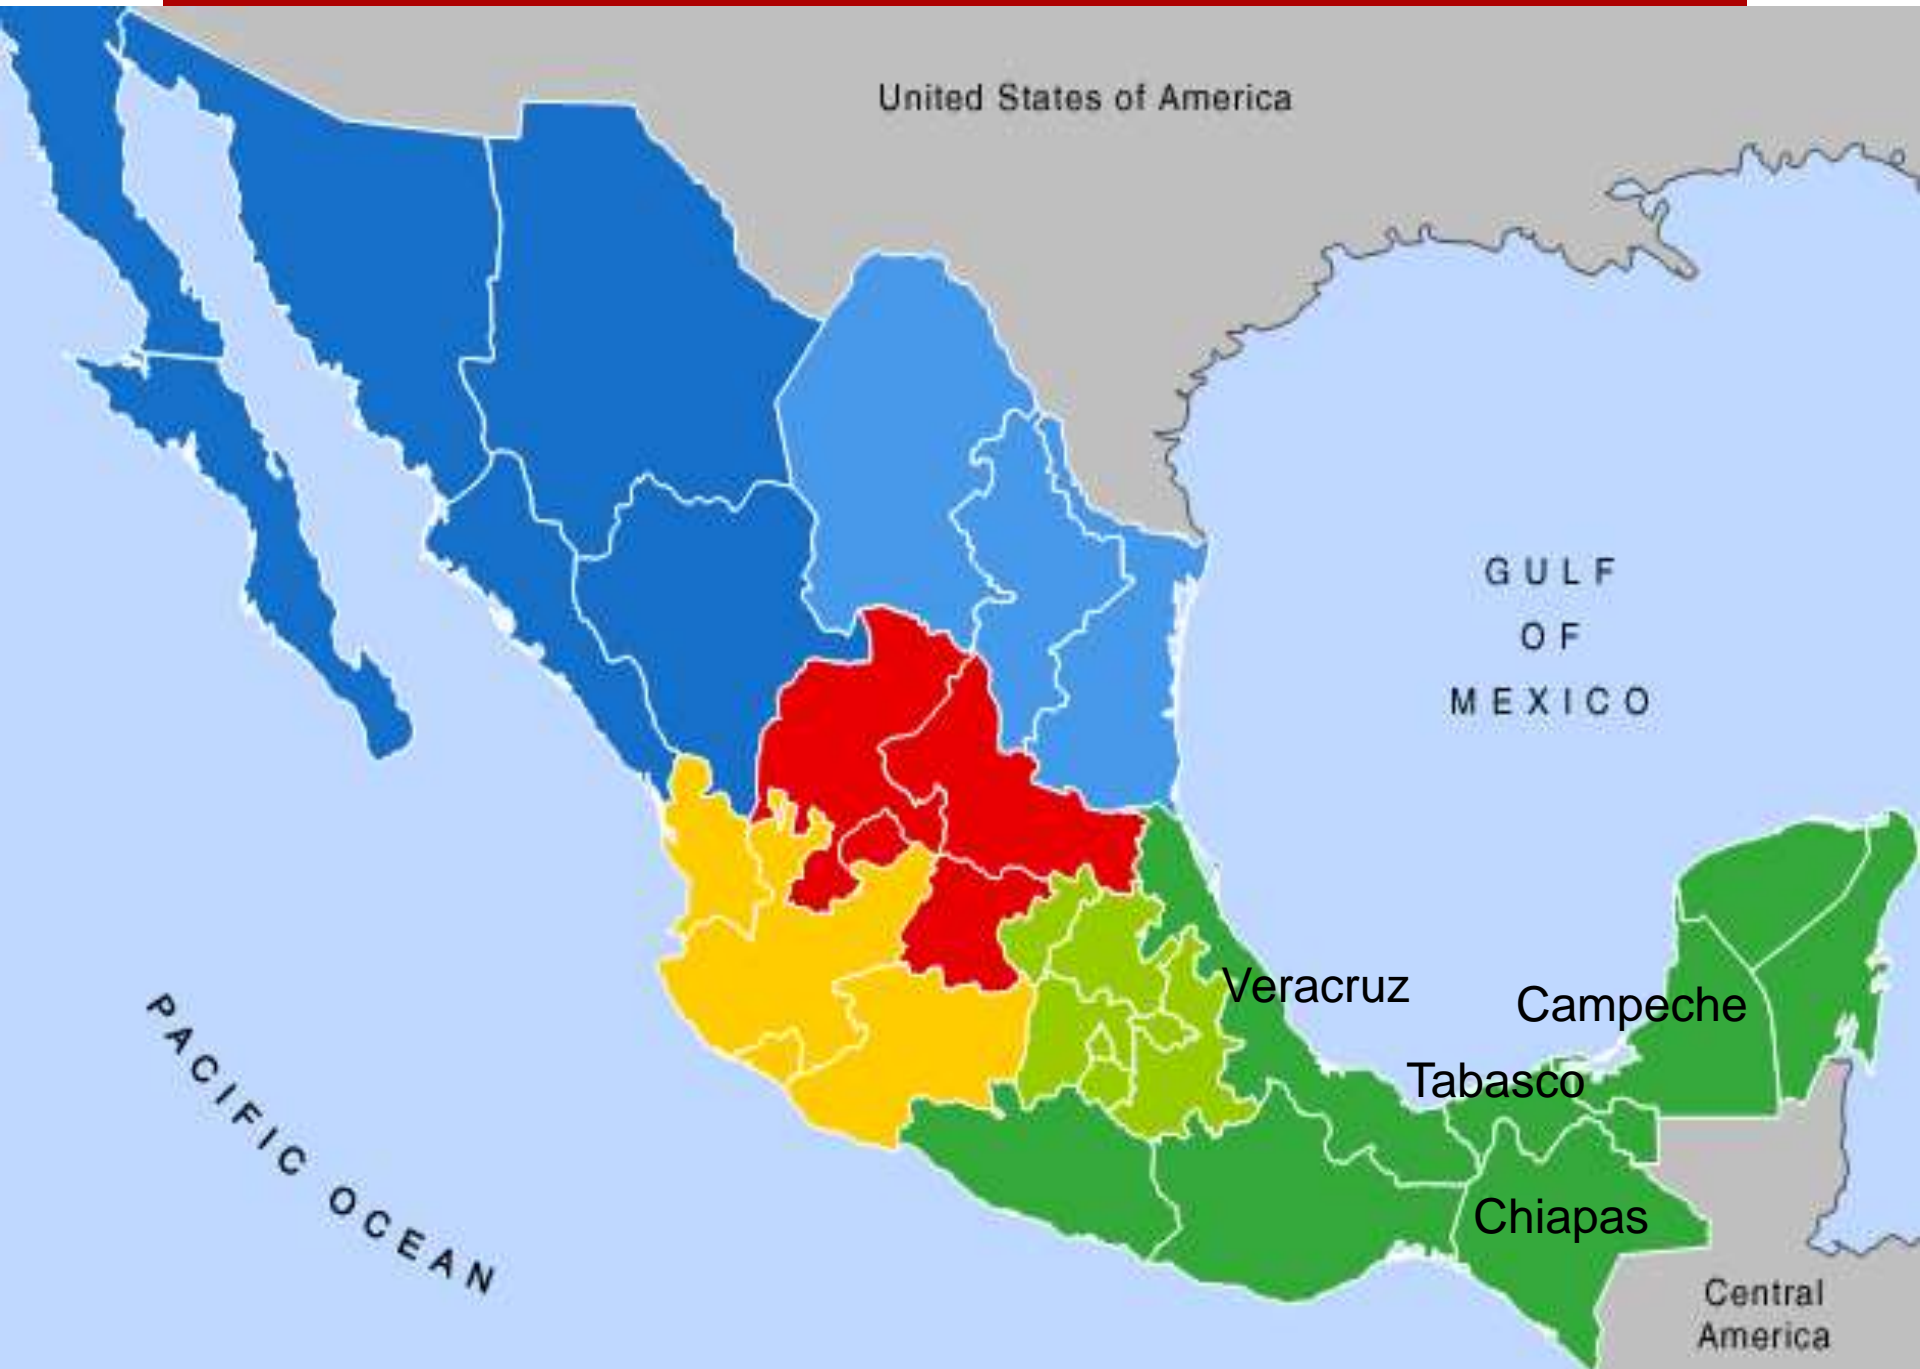 United States of America
GULF
OF
MEXICO
Veracruz
Campeche
Tabasco
PACIFIC OCEAN
Chiapas
Central
America